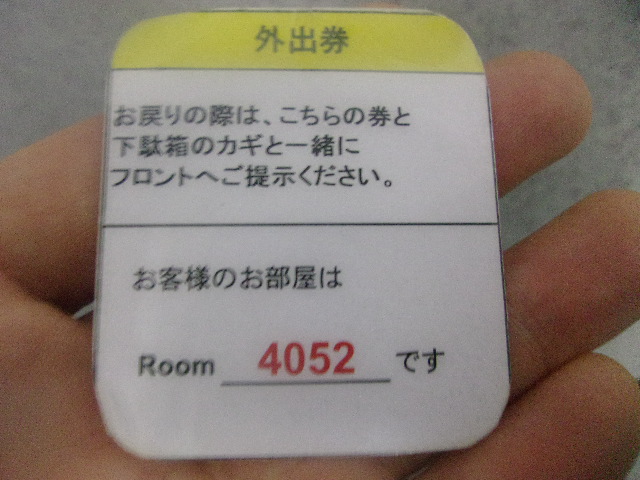 外出券
お戻りの際は、こちらの券と
下駄箱のカギと一緒に
フロントへご提示ください。
お客様のお部屋は
Room 4052 です